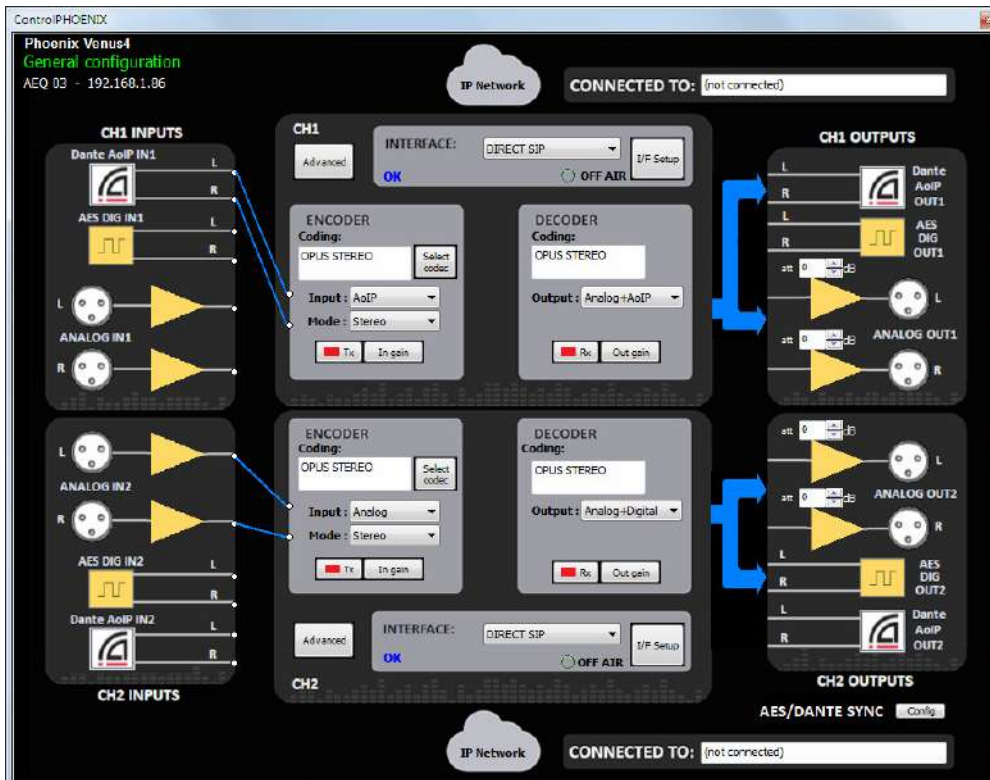 ControlPHOENIX
Phoenix Venus4
General configuration
AEQ 03 - 192.168.1.86
IP Network
CONNECTED TO: (not connected)
CH1 INPUTS
Dante AoIP IN1
L
R
AES DIG IN1
L
R
L
ANALOG IN1
R
CH1
Advanced
INTERFACE: DIRECT SIP
I/F Setup
OK
OFF AIR
ENCODER
Coding:
OPUS STEREO
Select codec
Input : AoIP
Mode : Stereo
Tx In gain
DECODER
Coding:
OPUS STEREO
Output : Analog+AoIP
Rx Out gain
CH1 OUTPUTS
L
R
Dante
AoIP
OUT1
L
R
AES
DIG
OUT1
att 0 dB
L
ANALOG OUT1
att 0 dB
R
L
ANALOG IN2
R
AES DIG IN2
L
R
Dante AoIP IN2
L
R
CH2 INPUTS
ENCODER
Coding:
OPUS STEREO
Select codec
Input : Analog
Mode : Stereo
Tx In gain
DECODER
Coding:
OPUS STEREO
Output : Analog+Digital
Rx Out gain
Advanced
INTERFACE: DIRECT SIP
I/F Setup
OK
OFF AIR
CH2
att 0 dB
L
ANALOG OUT2
att 0 dB
R
L
R
AES
DIG
OUT2
L
R
Dante
AoIP
OUT2
CH2 OUTPUTS
AES/DANTE SYNC Config
IP Network
CONNECTED TO: (not connected)